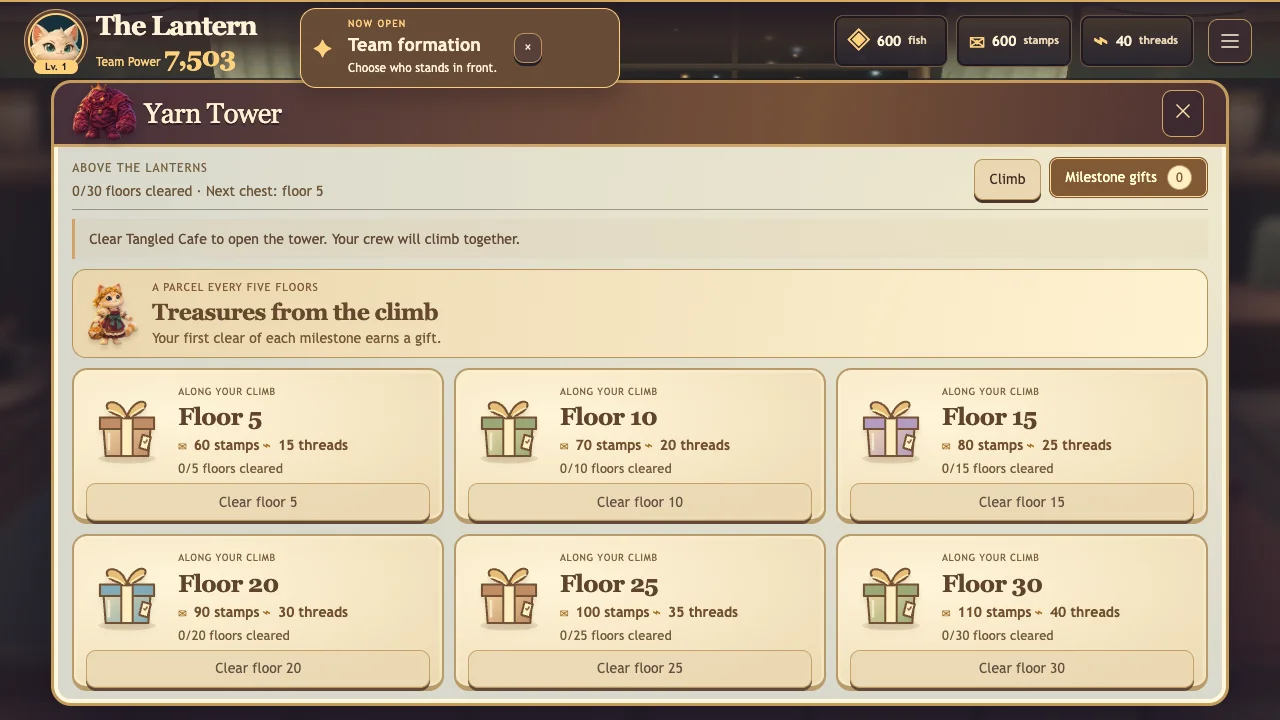 The Lantern
Team Power 7,503
Lv. 1
NOW OPEN
Team formation
Choose who stands in front.
×
600 fish
600 stamps
40 threads
Yarn Tower
ABOVE THE LANTERNS
0/30 floors cleared · Next chest: floor 5
Climb
Milestone gifts 0
Clear Tangled Cafe to open the tower. Your crew will climb together.
A PARCEL EVERY FIVE FLOORS
Treasures from the climb
Your first clear of each milestone earns a gift.
ALONG YOUR CLIMB
Floor 5
60 stamps 15 threads
0/5 floors cleared
Clear floor 5
ALONG YOUR CLIMB
Floor 10
70 stamps 20 threads
0/10 floors cleared
Clear floor 10
ALONG YOUR CLIMB
Floor 15
80 stamps 25 threads
0/15 floors cleared
Clear floor 15
ALONG YOUR CLIMB
Floor 20
90 stamps 30 threads
0/20 floors cleared
Clear floor 20
ALONG YOUR CLIMB
Floor 25
100 stamps 35 threads
0/25 floors cleared
Clear floor 25
ALONG YOUR CLIMB
Floor 30
110 stamps 40 threads
0/30 floors cleared
Clear floor 30